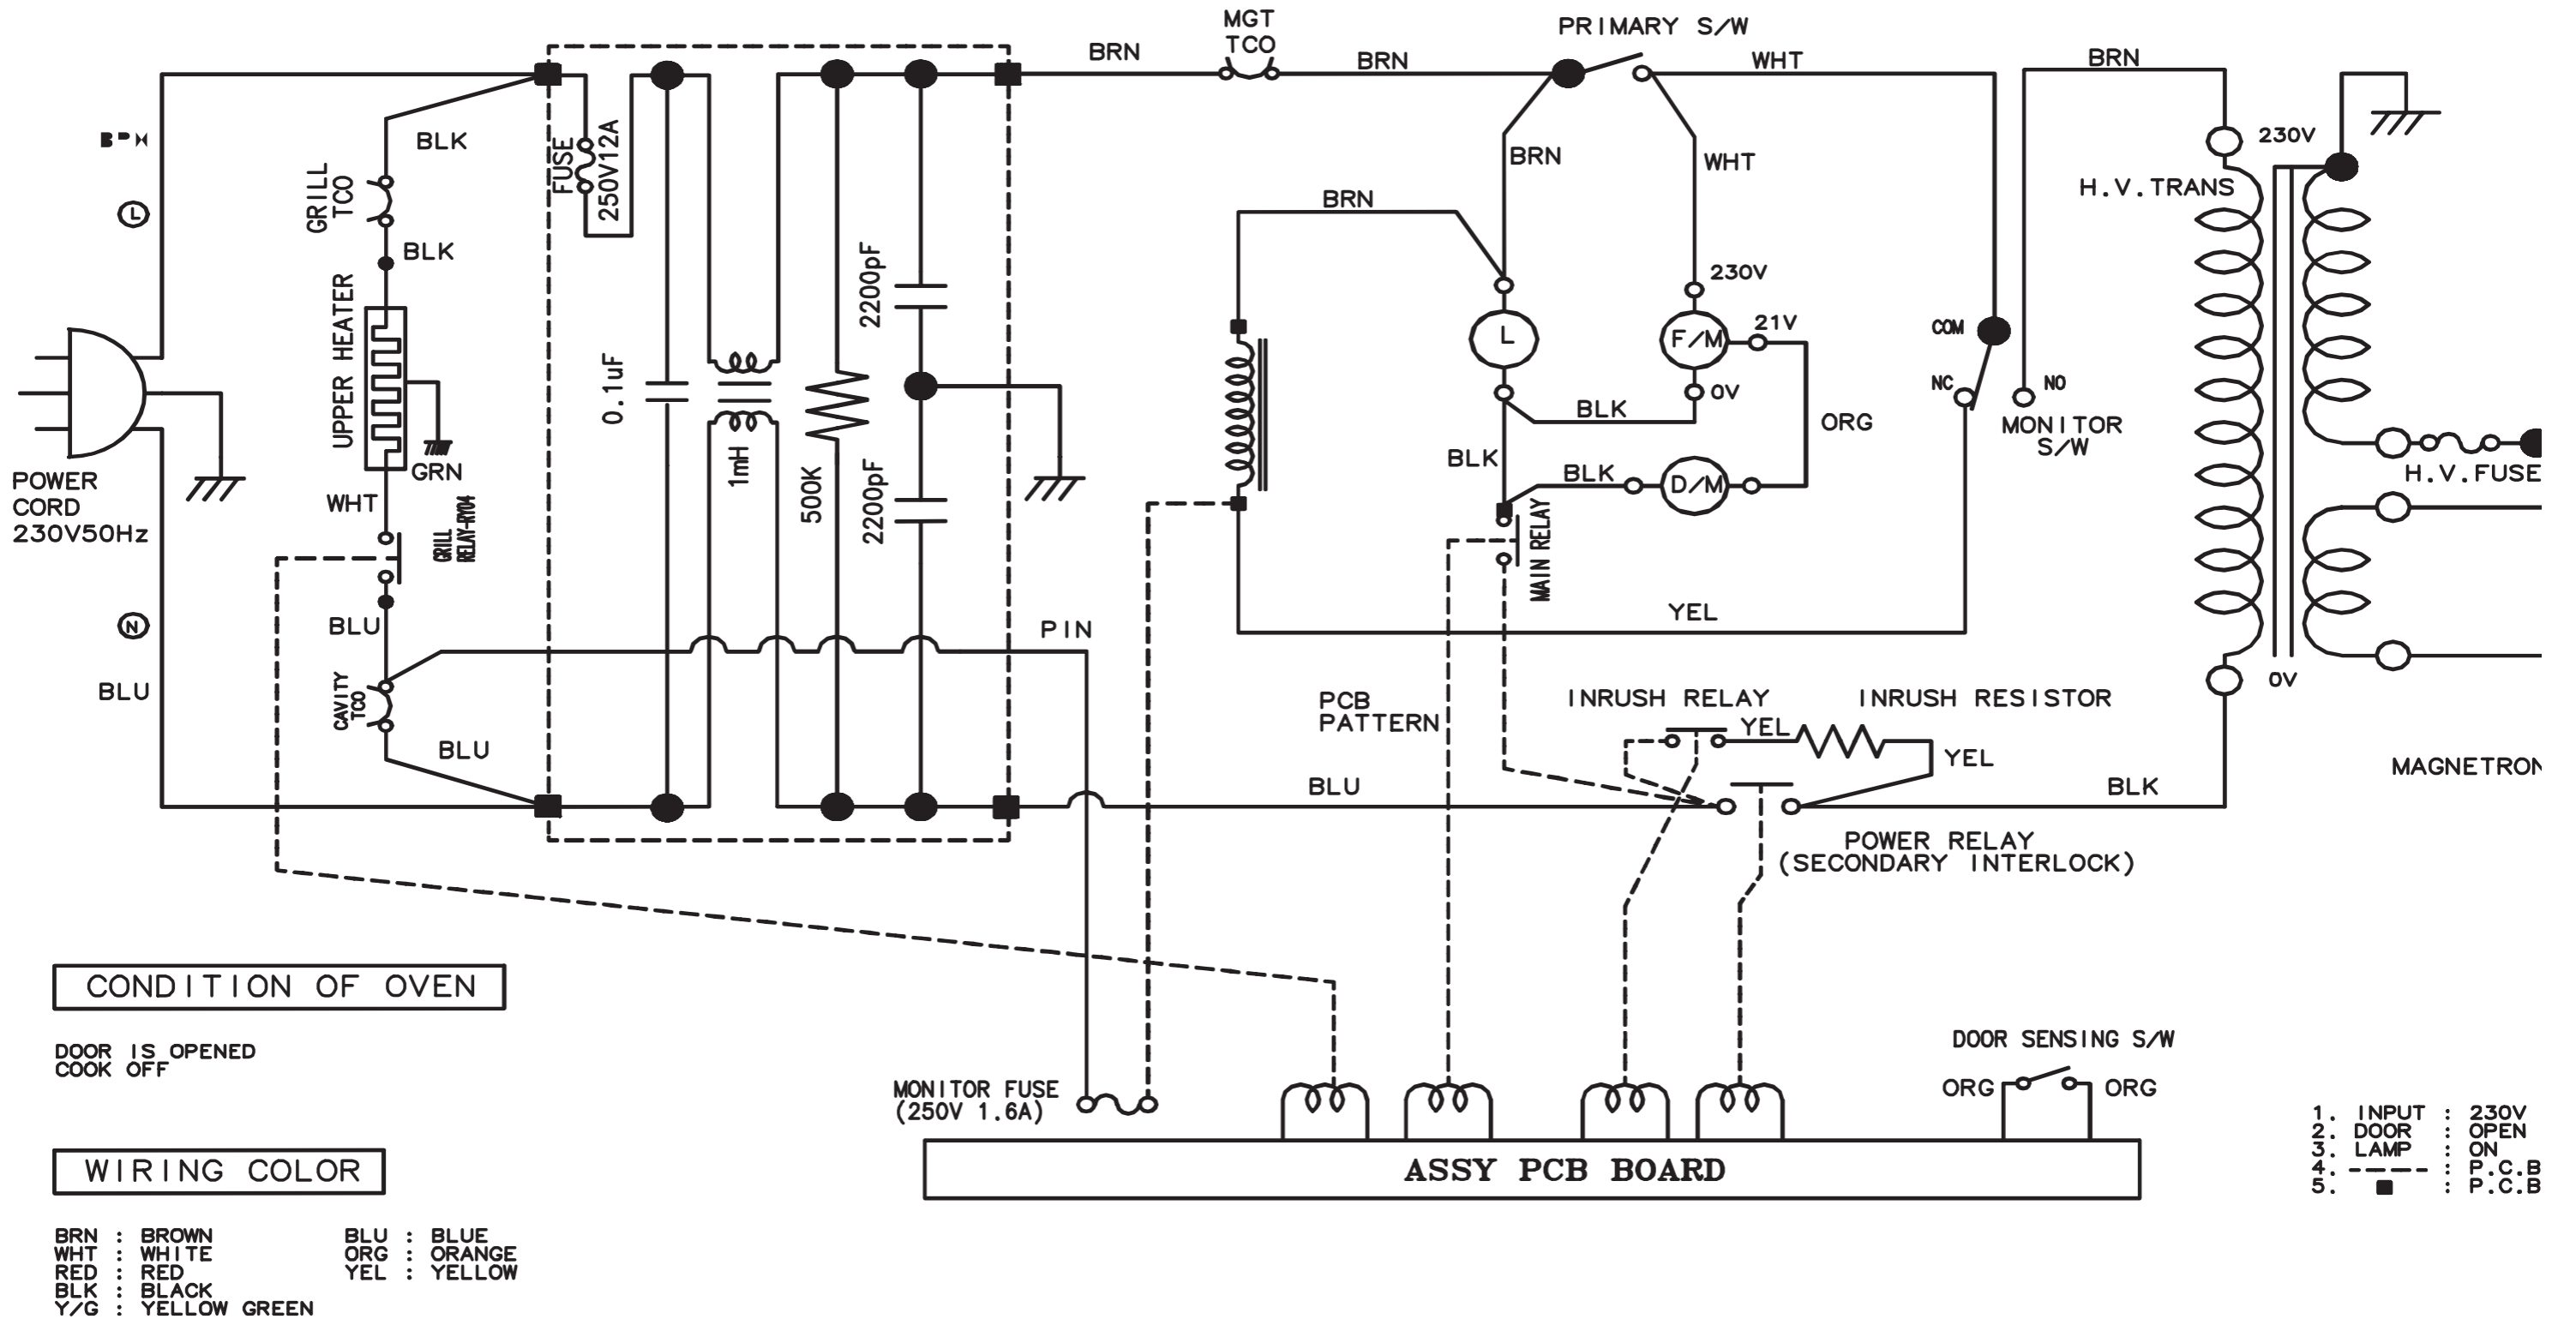 MGT
TCO
PRIMARY S/W
BRN
BRN
WHT
BRN
BLK
GRILL
TCO
BLK
FUSE
250V12A
BRN
WHT
230V
H.V.TRANS
BRN
UPPER HEATER
2200pF
230V
L
F/M
21V
COM
NC
NO
MONITOR
S/W
0V
L
0.1uF
1mH
500K
2200pF
BLK
ORG
BLK
BLK
D/M
H.V.FUSE
POWER
CORD
230V50Hz
GRN
WHT
GRILL
RELAY-RY04
MAIN RELAY
YEL
N
BLU
BLU
PIN
CAVITY
TCO
BLU
PCB
PATTERN
INRUSH RELAY
INRUSH RESISTOR
YEL
YEL
0V
MAGNETRON
BLU
BLK
POWER RELAY
(SECONDARY INTERLOCK)
CONDITION OF OVEN
DOOR IS OPENED
COOK OFF
DOOR SENSING S/W
ORG
ORG
MONITOR FUSE
(250V 1.6A)
ASSY PCB BOARD
1. INPUT : 230V
2. DOOR : OPEN
3. LAMP : ON
4. ----- : P.C.B
5. ■ : P.C.B
WIRING COLOR
BRN : BROWN
WHT : WHITE
RED : RED
BLK : BLACK
Y/G : YELLOW GREEN
BLU : BLUE
ORG : ORANGE
YEL : YELLOW